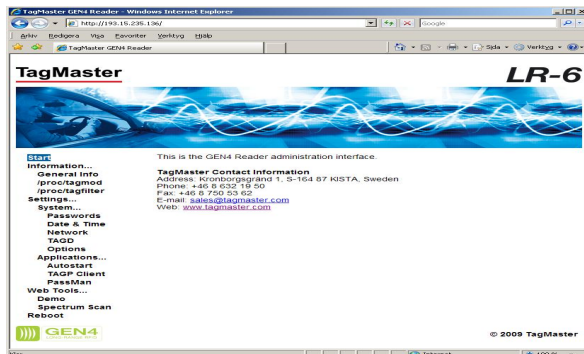 TagMaster GEN4 Reader - Windows Internet Explorer
http://193.15.235.136/
Google
Arkiv Redigera Visa Favoriter Verktyg Hjälp
TagMaster GEN4 Reader
Sida Verktyg
TagMaster
LR-6
Start
This is the GEN4 Reader administration interface.
Information...
General Info
/proc/tagmod
/proc/tagfilter
Settings...
System...
Passwords
Date & Time
Network
TAGD
Options
Applications...
Autostart
TAGP Client
PassMan
Web Tools...
Demo
Spectrum Scan
Reboot
TagMaster Contact Information
Address: Kronborgsgränd 1, S-164 87 KISTA, Sweden
Phone: +46 8 632 19 50
Fax: +46 8 750 53 62
E-mail: sales@tagmaster.com
Web: www.tagmaster.com
GEN4
© 2009 TagMaster
Internet
100 %